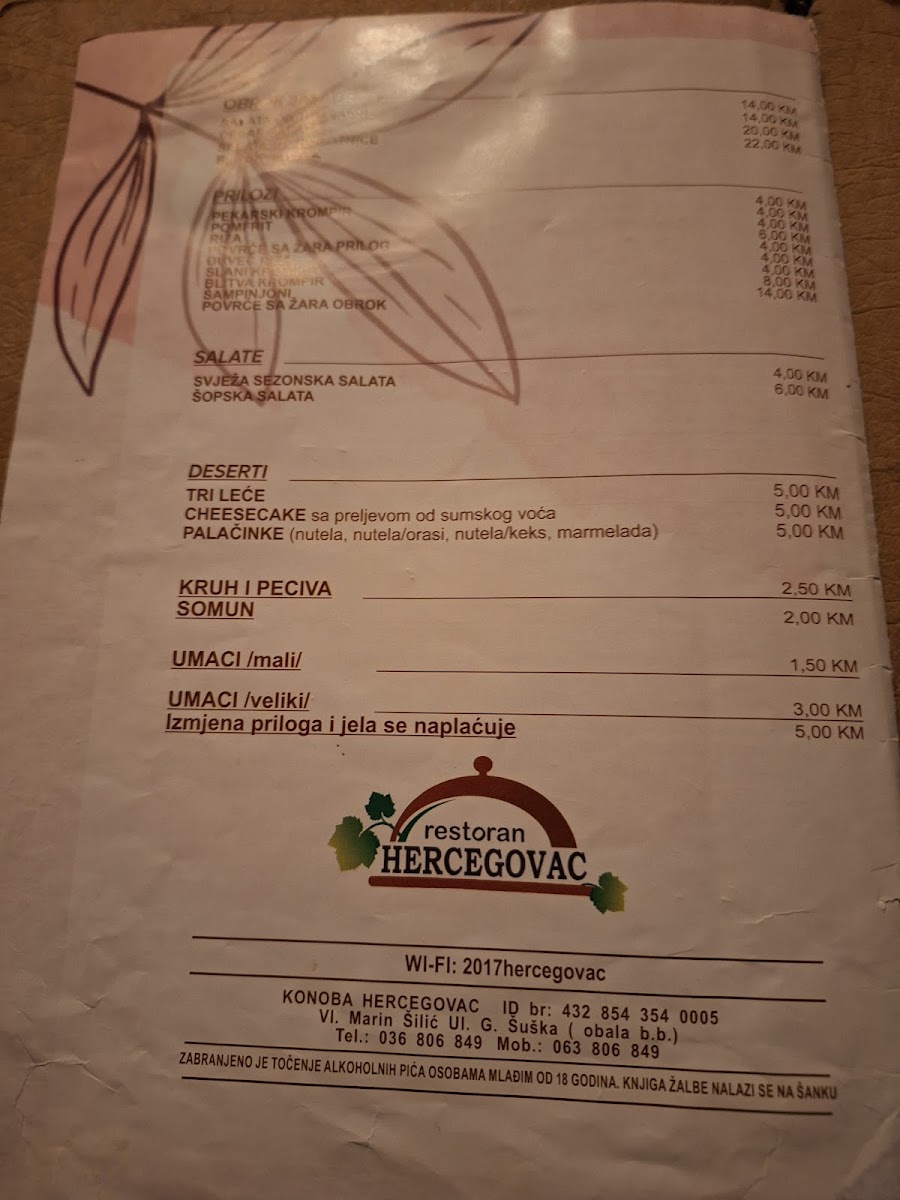 14,00 KM
14,00 KM
20,00 KM
22,00 KM
PRILOZI
PEKARSKI KROMPIR 4,00 KM
POMFRIT 4,00 KM
RIŽA 4,00 KM
POVRĆE SA ŽARA PRILOG 6,00 KM
ĐUVEČ 4,00 KM
SLANI KROMPIR 4,00 KM
BLITVA KROMPIR 4,00 KM
ŠAMPINJONI 8,00 KM
POVRĆE SA ŽARA OBROK 14,00 KM
SALATE
SVJEŽA SEZONSKA SALATA 4,00 KM
ŠOPSKA SALATA 6,00 KM
DESERTI
TRI LEĆE 5,00 KM
CHEESECAKE sa preljevom od sumskog voća 5,00 KM
PALAČINKE (nutela, nutela/orasi, nutela/keks, marmelada) 5,00 KM
KRUH I PECIVA 2,50 KM
SOMUN 2,00 KM
UMACI /mali/ 1,50 KM
UMACI /veliki/ 3,00 KM
Izmjena priloga i jela se naplaćuje 5,00 KM
restoran
HERCEGOVAC
WI-FI: 2017hercegovac
KONOBA HERCEGOVAC ID br: 432 854 354 0005
Vl. Marin Šilić Ul. G. Šuška ( obala b.b.)
Tel.: 036 806 849 Mob.: 063 806 849
ZABRANJENO JE TOČENJE ALKOHOLNIH PIĆA OSOBAMA MLAĐIM OD 18 GODINA. KNJIGA ŽALBE NALAZI SE NA ŠANKU